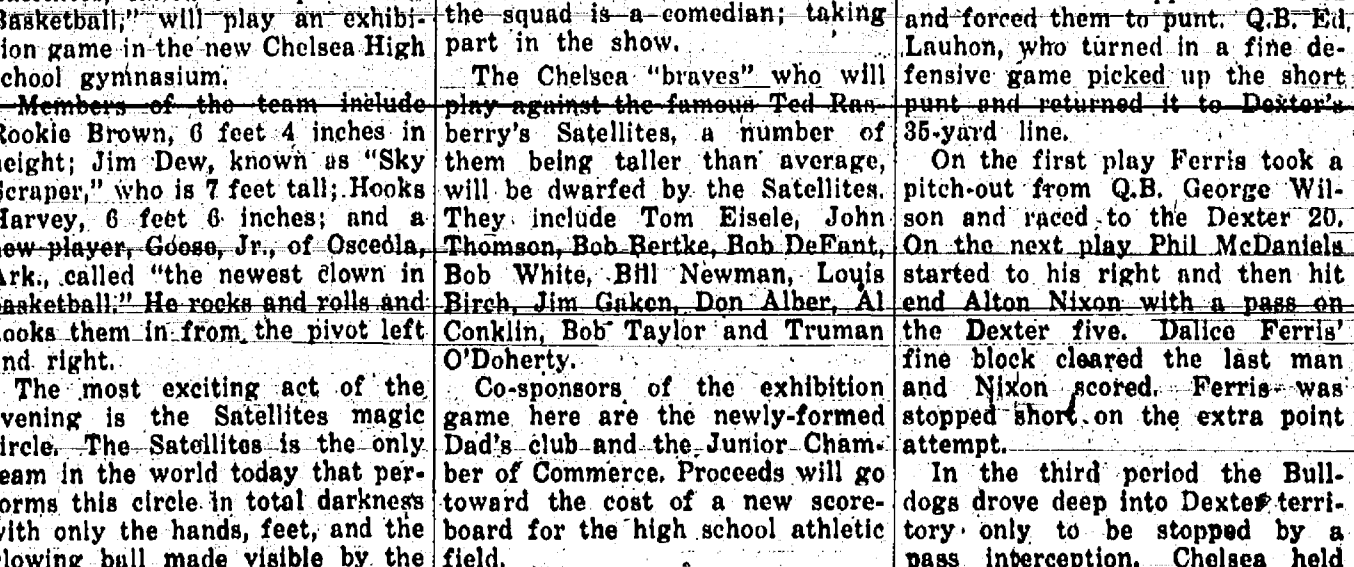 Basketball," will play an exhibi-
tion game in the new Chelsea High
school gymnasium.
Members of the team include
Rookie Brown, 6 feet 4 inches in
height; Jim Dew, known as "Sky
Scraper," who is 7 feet tall; Hooks
Harvey, 6 feet 6 inches; and a
new player, Goose, Jr., of Osceola,
Ark., called "the newest clown in
basketball." He rocks and rolls and
hooks them in from the pivot left
and right.
The most exciting act of the
evening is the Satellites magic
circle. The Satellites is the only
team in the world today that per-
forms this circle in total darkness
with only the hands, feet, and the
glowing ball made visible by the
the squad is a comedian; taking
part in the show.
The Chelsea "braves" who will
play against the famous Ted Ras-
berry's Satellites, a number of
them being taller than average,
will be dwarfed by the Satellites.
They include Tom Eisele, John
Thomson, Bob Bertke, Bob DeFant,
Bob White, Bill Newman, Louis
Birch, Jim Gaken, Don Alber, Al
Conklin, Bob Taylor and Truman
O'Doherty.
Co-sponsors of the exhibition
game here are the newly-formed
Dad's club and the Junior Cham-
ber of Commerce. Proceeds will go
toward the cost of a new score-
board for the high school athletic
field.
and forced them to punt. Q.B. Ed
Lauhon, who turned in a fine de-
fensive game picked up the short
punt and returned it to Dexter's
35-yard line.
On the first play Ferris took a
pitch-out from Q.B. George Wil-
son and raced to the Dexter 20.
On the next play Phil McDaniels
started to his right and then hit
end Alton Nixon with a pass on
the Dexter five. Dalice Ferris'
fine block cleared the last man
and Nixon scored. Ferris was
stopped short on the extra point
attempt.
In the third period the Bull-
dogs drove deep into Dexter terri-
tory only to be stopped by a
pass interception. Chelsea held